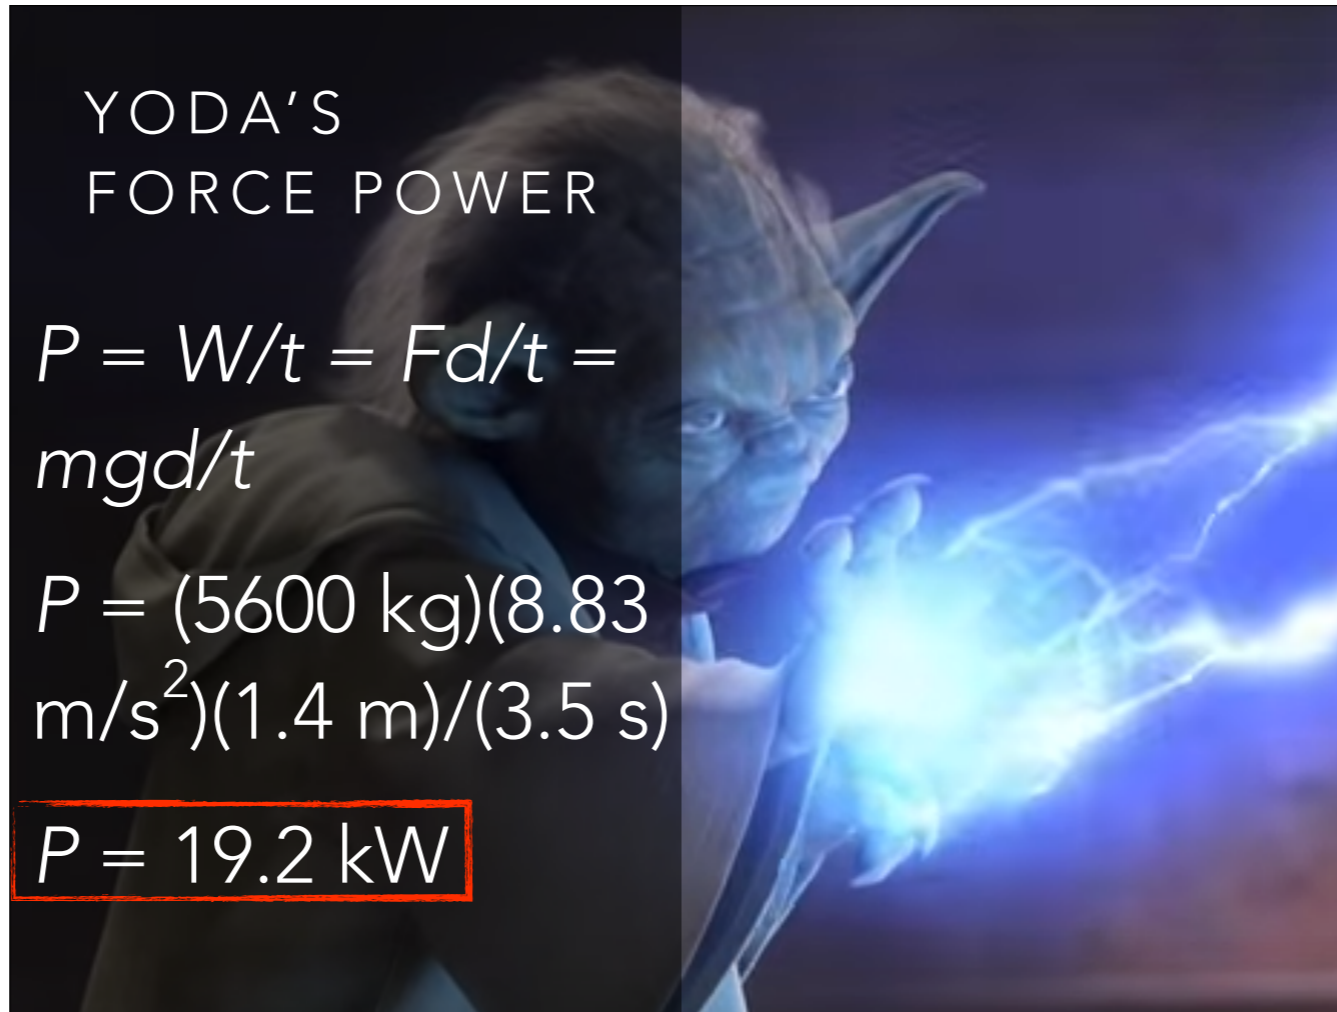 YODA'S
FORCE POWER
P = W/t = Fd/t =
mgd/t
P = (5600 kg)(8.83
m/s²)(1.4 m)/(3.5 s)
P = 19.2 kW